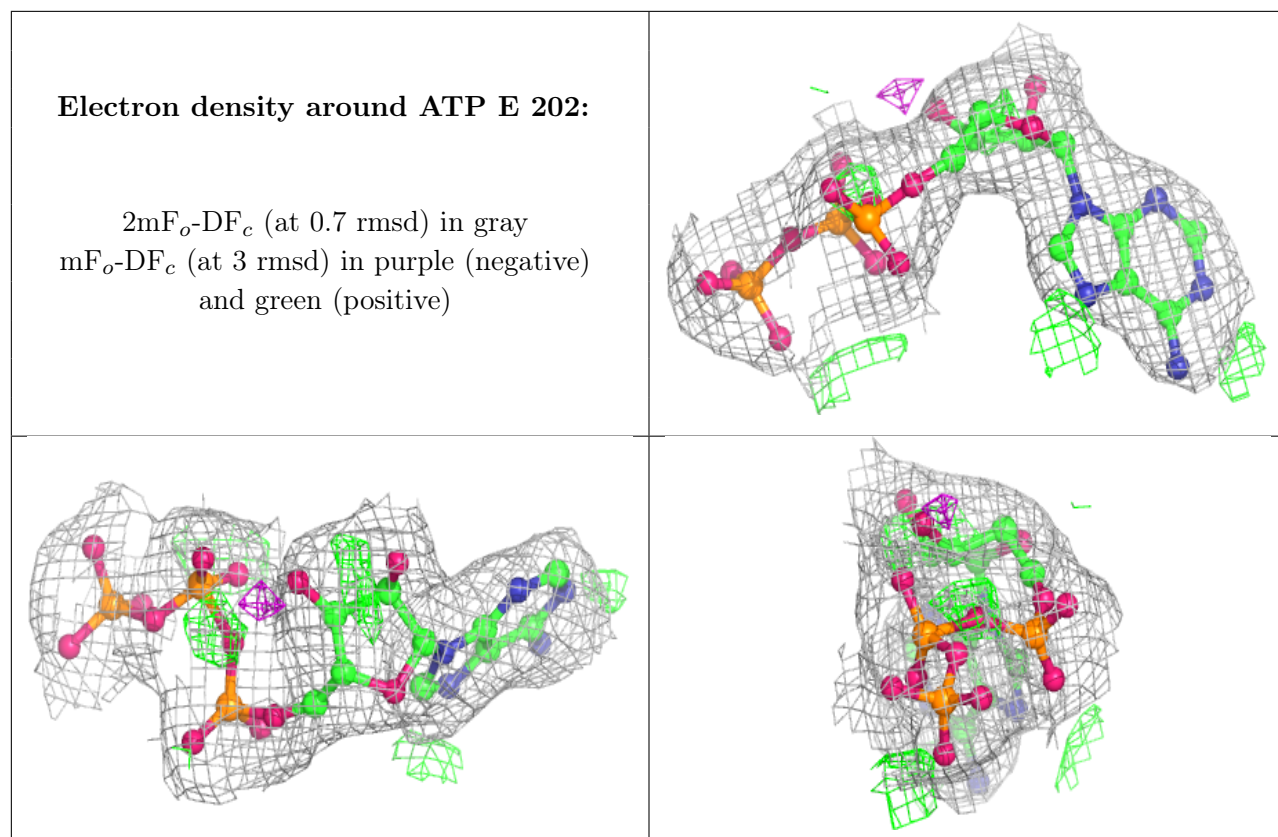 Electron density around ATP E 202:
2mFₒ-DF𝒸 (at 0.7 rmsd) in gray
mFₒ-DF𝒸 (at 3 rmsd) in purple (negative)
and green (positive)